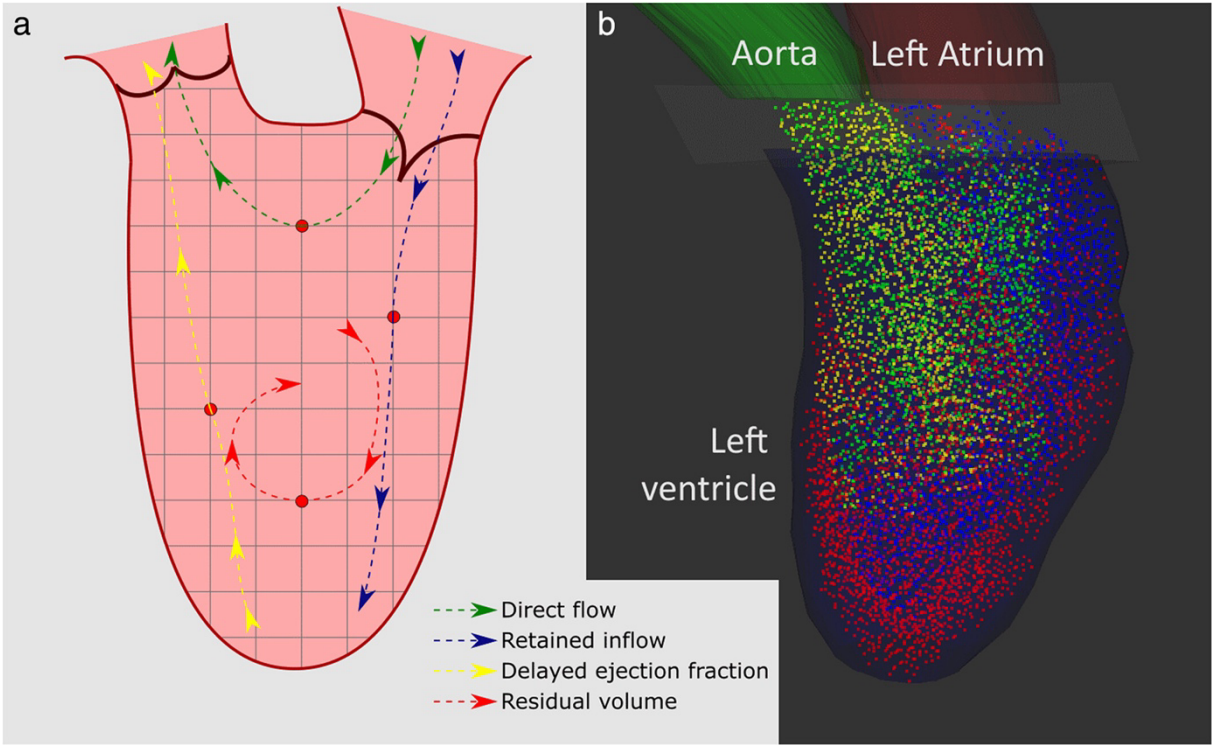 a
Direct flow
Retained inflow
Delayed ejection fraction
Residual volume
b
Aorta
Left Atrium
Left
ventricle